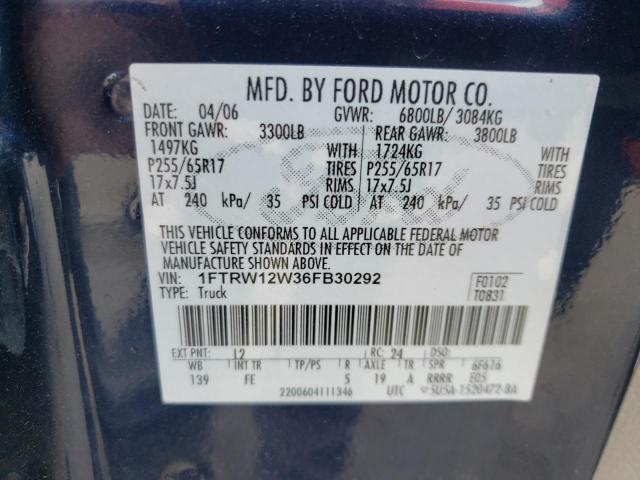 MFD. BY FORD MOTOR CO.
DATE: 04/06 GVWR: 6800LB/ 3084KG
FRONT GAWR: 3300LB REAR GAWR: 3800LB
1497KG WITH 1724KG WITH
P255/65R17 TIRES P255/65R17 TIRES
17x7.5J RIMS 17x7.5J RIMS
AT 240 kPa/ 35 PSI COLD AT 240 kPa/ 35 PSI COLD
THIS VEHICLE CONFORMS TO ALL APPLICABLE FEDERAL MOTOR
VEHICLE SAFETY STANDARDS IN EFFECT ON THE DATE OF
MANUFACTURE SHOWN ABOVE.
VIN: 1FTRW12W36FB30292 F0102
TYPE: Truck T0831
EXT PNT: L2 RC: 24 DSO:
WB INT TR TP/PS R AXLE TR SPR 6F616
139 FE 5 19 A RRRR E05
2200604111346 UTC 5U5A-1520472-BA